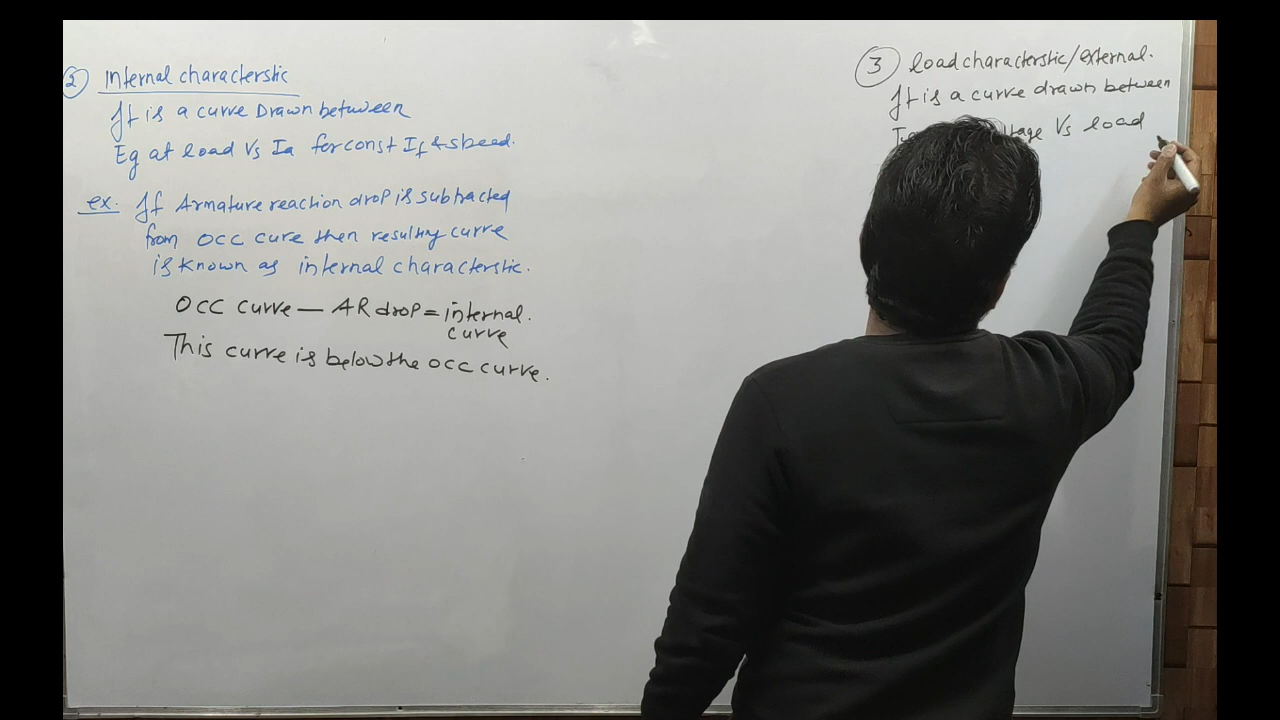 2 Internal characterstic
It is a curve Drawn between
Eg at load Vs Ia for const If & speed.
ex. If Armature reaction drop is subtracted
from OCC cure then resulting curve
is known as internal characterstic.
OCC curve — AR drop = internal.
curve
This curve is below the OCC curve.
3 load characterstic/external.
It is a curve drawn between
Vs load